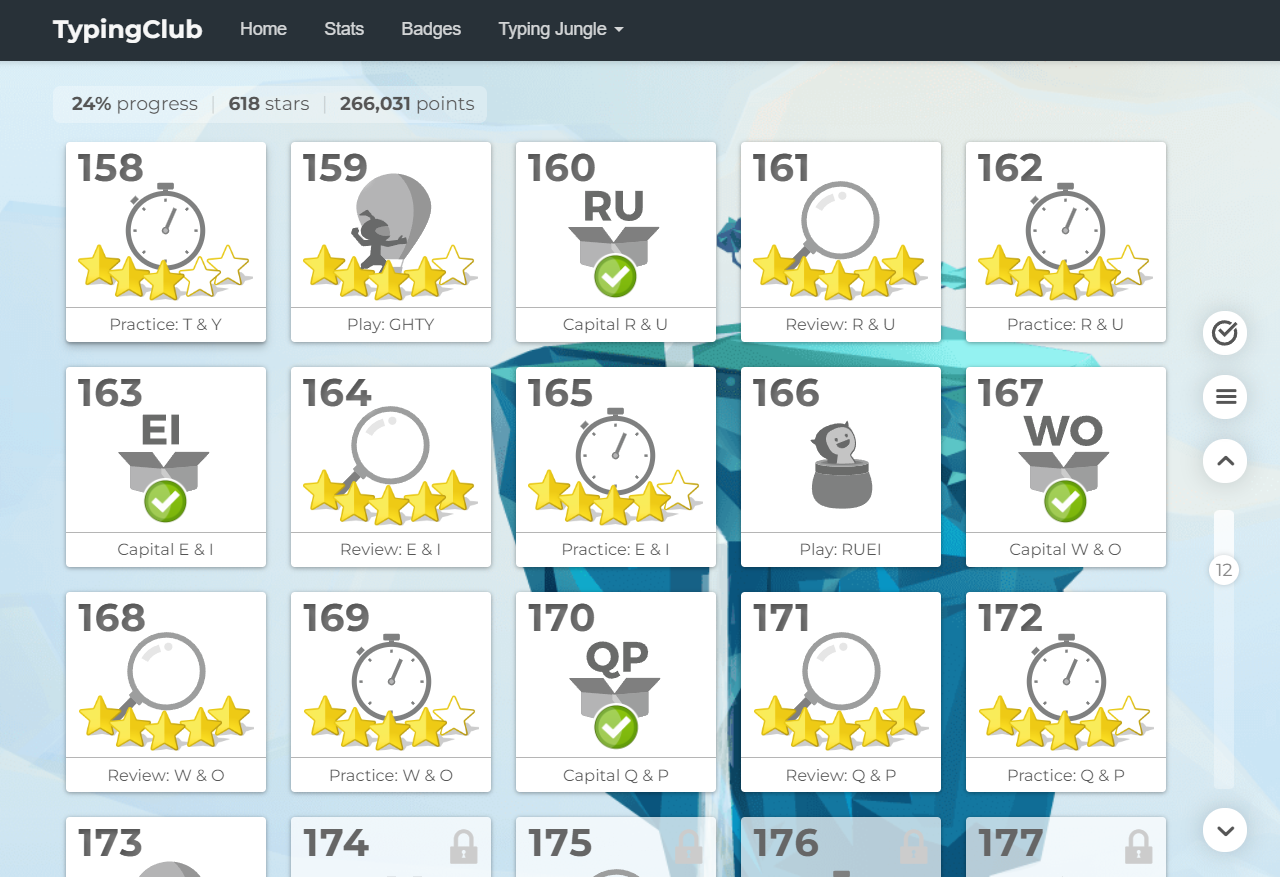 TypingClub Home Stats Badges Typing Jungle
24% progress 618 stars 266,031 points
158 159 160 161 162
RU
Practice: T & Y Play: GHTY Capital R & U Review: R & U Practice: R & U
163 164 165 166 167
EI WO
Capital E & I Review: E & I Practice: E & I Play: RUEI Capital W & O
12
168 169 170 171 172
QP
Review: W & O Practice: W & O Capital Q & P Review: Q & P Practice: Q & P
173 174 175 176 177